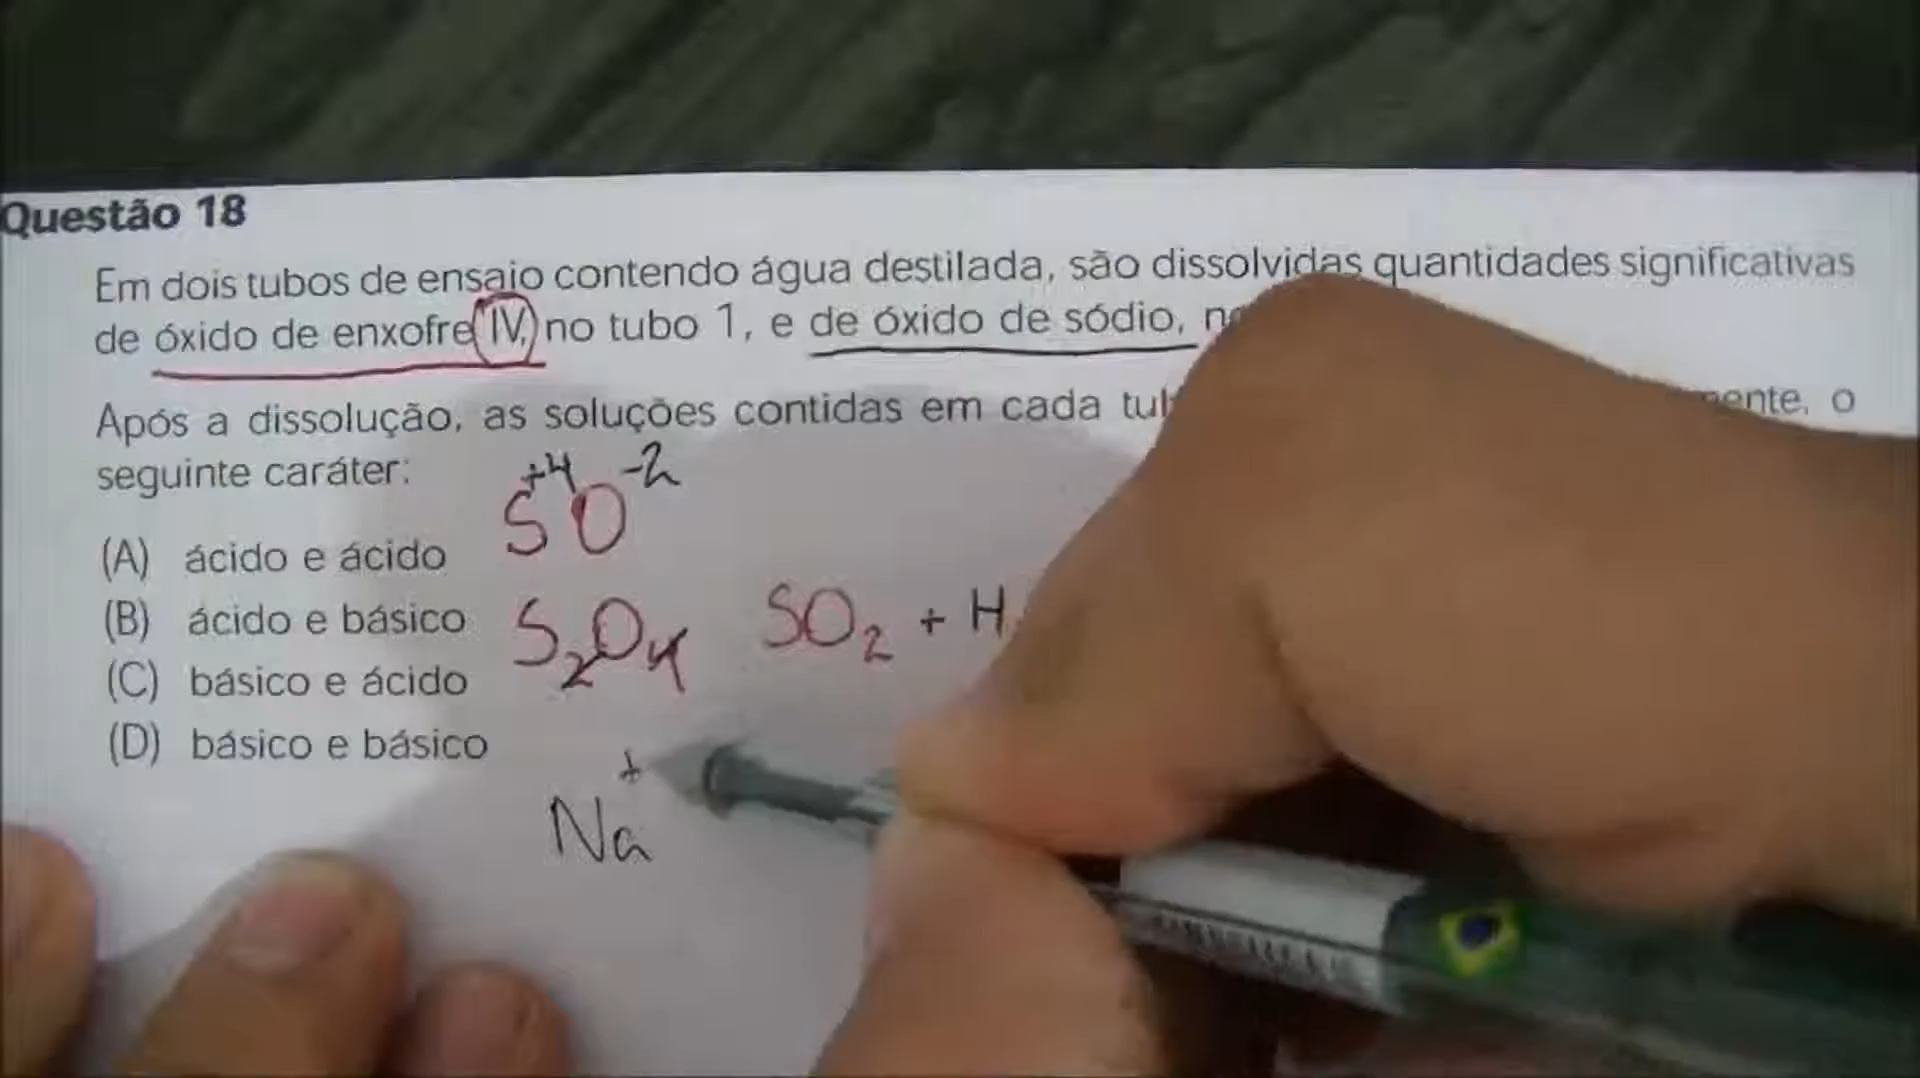 Questão 18
Em dois tubos de ensaio contendo água destilada, são dissolvidas quantidades significativas
de óxido de enxofre IV, no tubo 1, e de óxido de sódio,
Após a dissolução, as soluções contidas em cada
seguinte caráter:
(A) ácido e ácido
(B) ácido e básico
(C) básico e ácido
(D) básico e básico
S+4 O-2
S2O4 SO2 + H
Na+